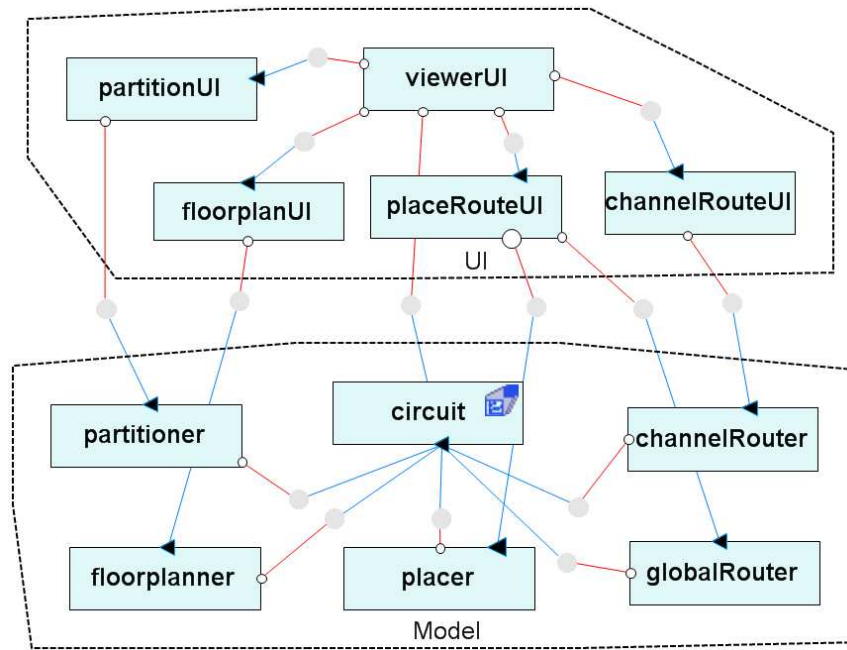 partitionUI
viewerUI
floorplanUI
placeRouteUI
channelRouteUI
UI
circuit
partitioner
channelRouter
floorplanner
placer
globalRouter
Model